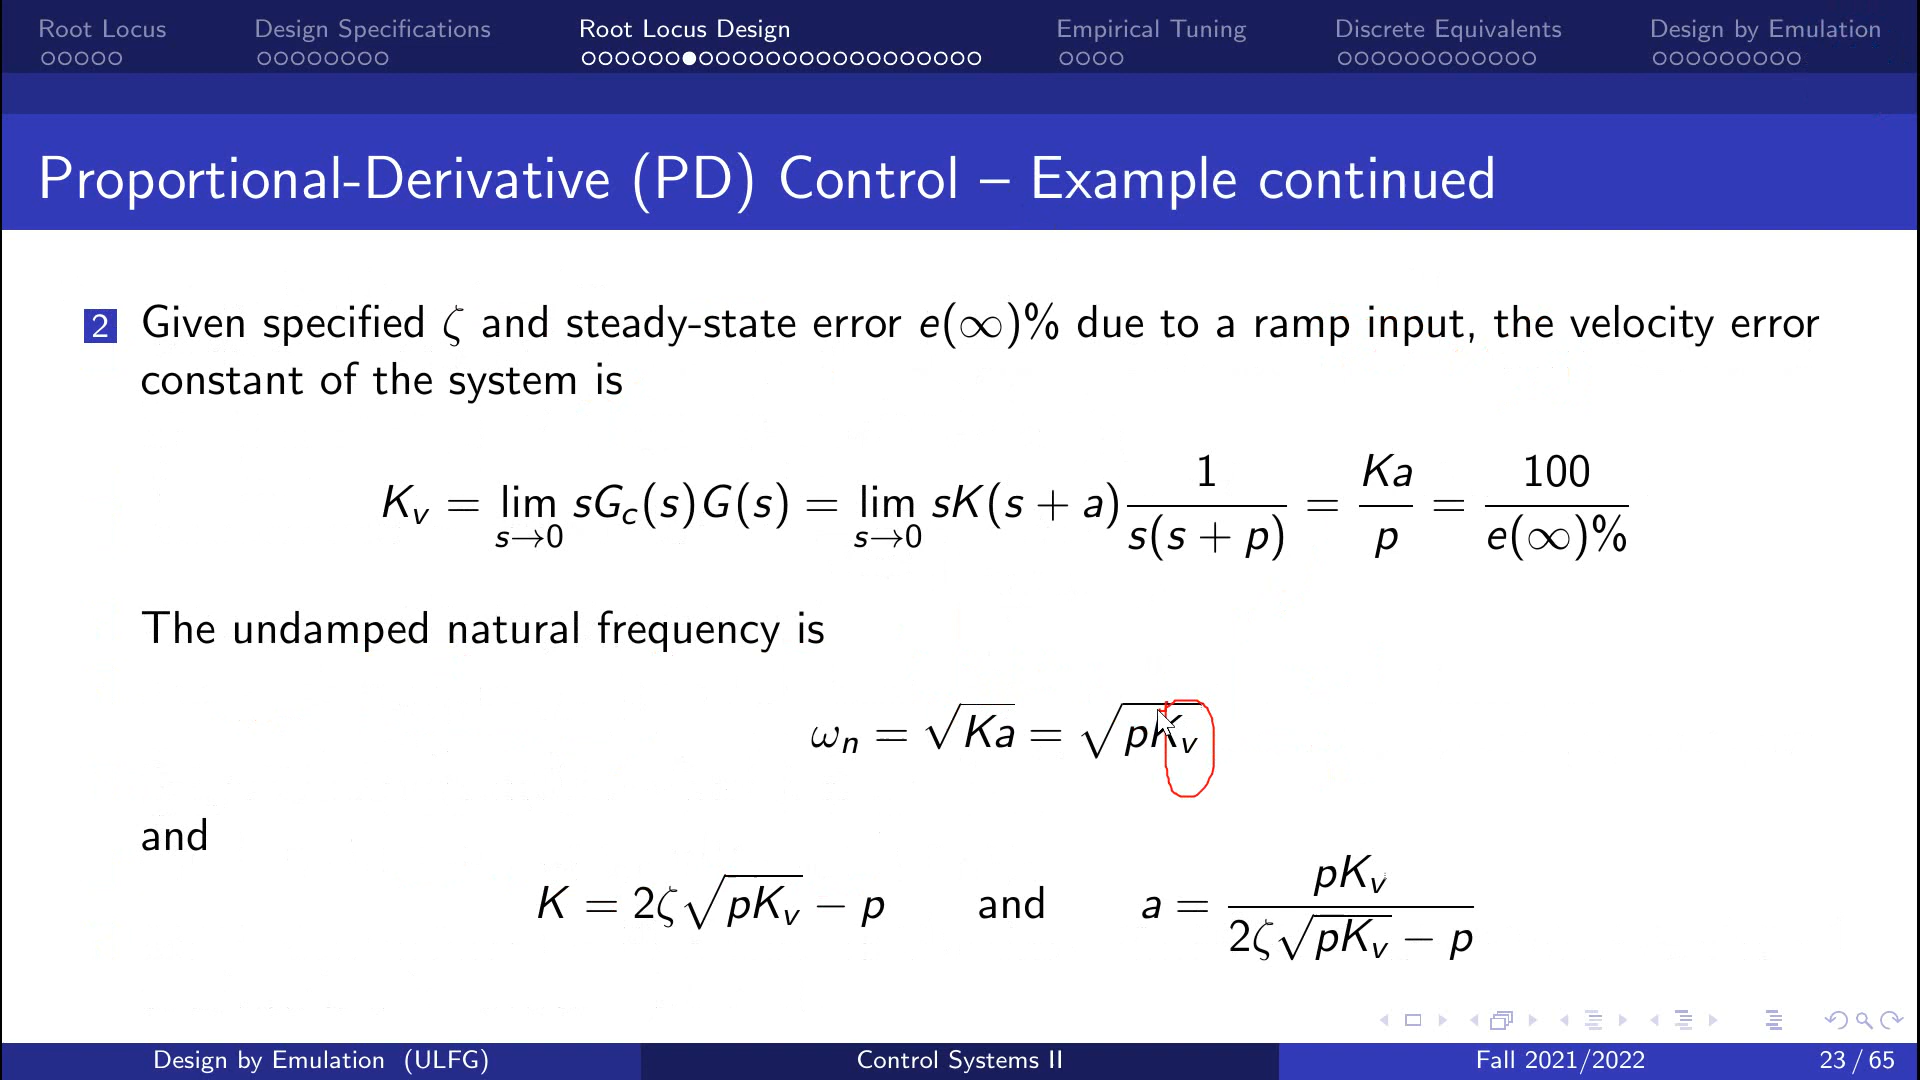 Root Locus Design Specifications Root Locus Design Empirical Tuning Discrete Equivalents Design by Emulation
Proportional-Derivative (PD) Control – Example continued
2 Given specified ζ and steady-state error e(∞)% due to a ramp input, the velocity error
constant of the system is
K_v = lim_{s→0} sG_c(s)G(s) = lim_{s→0} sK(s + a) \frac{1}{s(s + p)} = \frac{Ka}{p} = \frac{100}{e(∞)%}
The undamped natural frequency is
ω_n = √(Ka) = √(pK_v)
and
K = 2ζ√(pK_v) − p and a = \frac{pK_v}{2ζ√(pK_v) − p}
Design by Emulation (ULFG) Control Systems II Fall 2021/2022 23 / 65